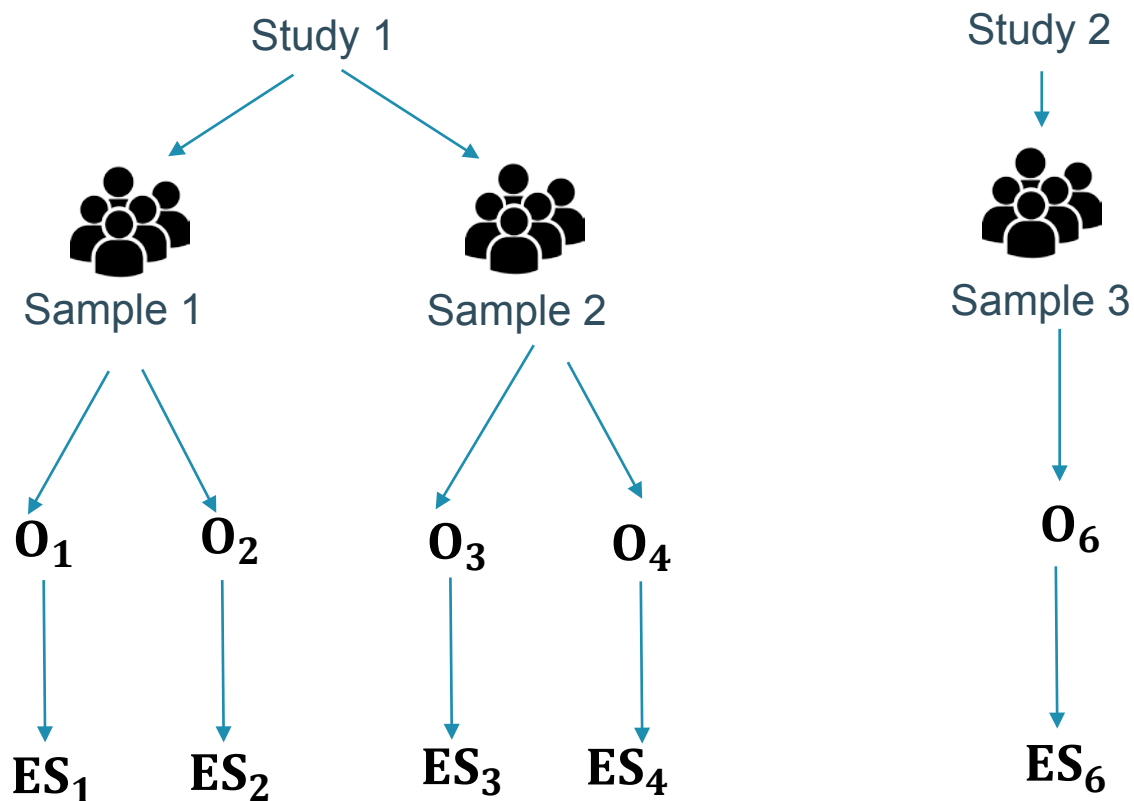 Study 1
Study 2
Sample 1
Sample 2
Sample 3
O₁
O₂
O₃
O₄
O₆
ES₁
ES₂
ES₃
ES₄
ES₆